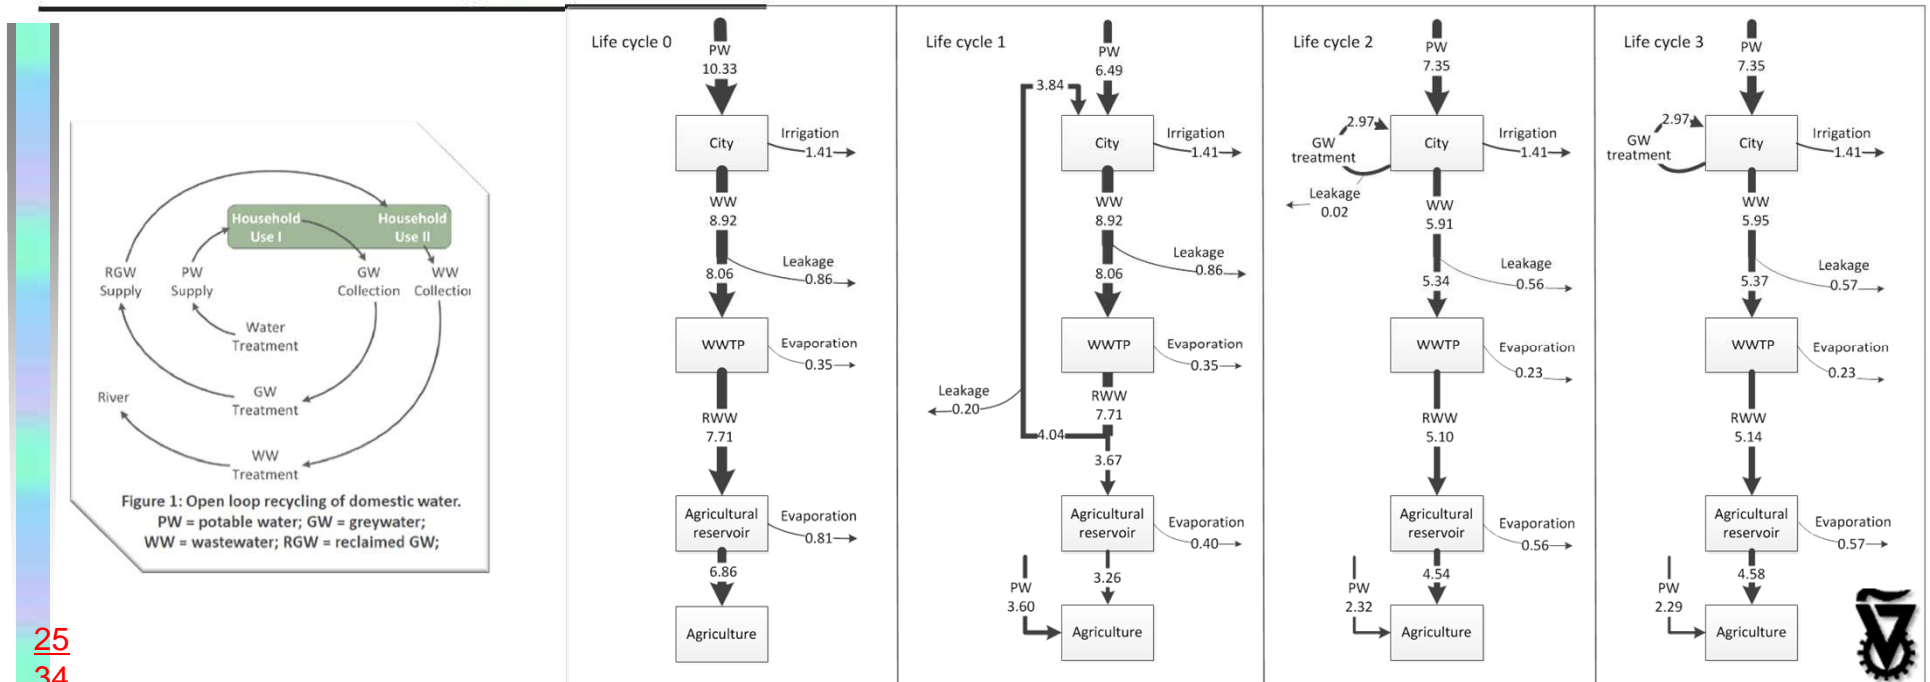 Household
Use I
Household
Use II
RGW
Supply
PW
Supply
GW
Collection
WW
Collection
Water
Treatment
GW
Treatment
River
WW
Treatment
Figure 1: Open loop recycling of domestic water.
PW = potable water; GW = greywater;
WW = wastewater; RGW = reclaimed GW;
25
34
Life cycle 0
PW
10.33
City
Irrigation
1.41
WW
8.92
Leakage
0.86
8.06
WWTP
Evaporation
0.35
RWW
7.71
Agricultural
reservoir
Evaporation
0.81
6.86
Agriculture
Life cycle 1
PW
6.49
3.84
City
Irrigation
1.41
WW
8.92
Leakage
0.86
8.06
WWTP
Evaporation
0.35
RWW
7.71
Leakage
0.20
4.04
3.67
Agricultural
reservoir
Evaporation
0.40
3.26
PW
3.60
Agriculture
Life cycle 2
PW
7.35
2.97
GW
treatment
City
Irrigation
1.41
Leakage
0.02
WW
5.91
Leakage
0.56
5.34
WWTP
Evaporation
0.23
RWW
5.10
Agricultural
reservoir
Evaporation
0.56
4.54
PW
2.32
Agriculture
Life cycle 3
PW
7.35
2.97
GW
treatment
City
Irrigation
1.41
WW
5.95
Leakage
0.57
5.37
WWTP
Evaporation
0.23
RWW
5.14
Agricultural
reservoir
Evaporation
0.57
4.58
PW
2.29
Agriculture